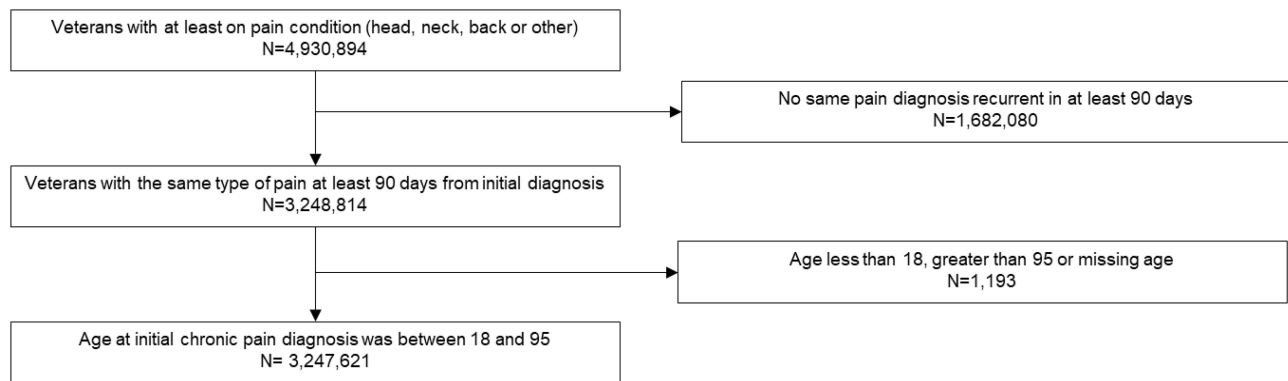 Veterans with at least on pain condition (head, neck, back or other)
N=4,930,894
No same pain diagnosis recurrent in at least 90 days
N=1,682,080
Veterans with the same type of pain at least 90 days from initial diagnosis
N=3,248,814
Age less than 18, greater than 95 or missing age
N=1,193
Age at initial chronic pain diagnosis was between 18 and 95
N= 3,247,621